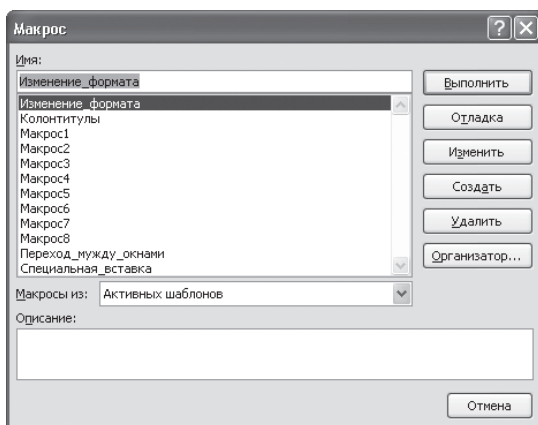 Макрос
Имя:
Изменение_формата
Выполнить
Изменение_формата
Колонтитулы
Макрос1
Макрос2
Макрос3
Макрос4
Макрос5
Макрос6
Макрос7
Макрос8
Переход_мужду_окнами
Специальная_вставка
Отладка
Изменить
Создать
Удалить
Организатор...
Макросы из: Активных шаблонов
Описание:
Отмена